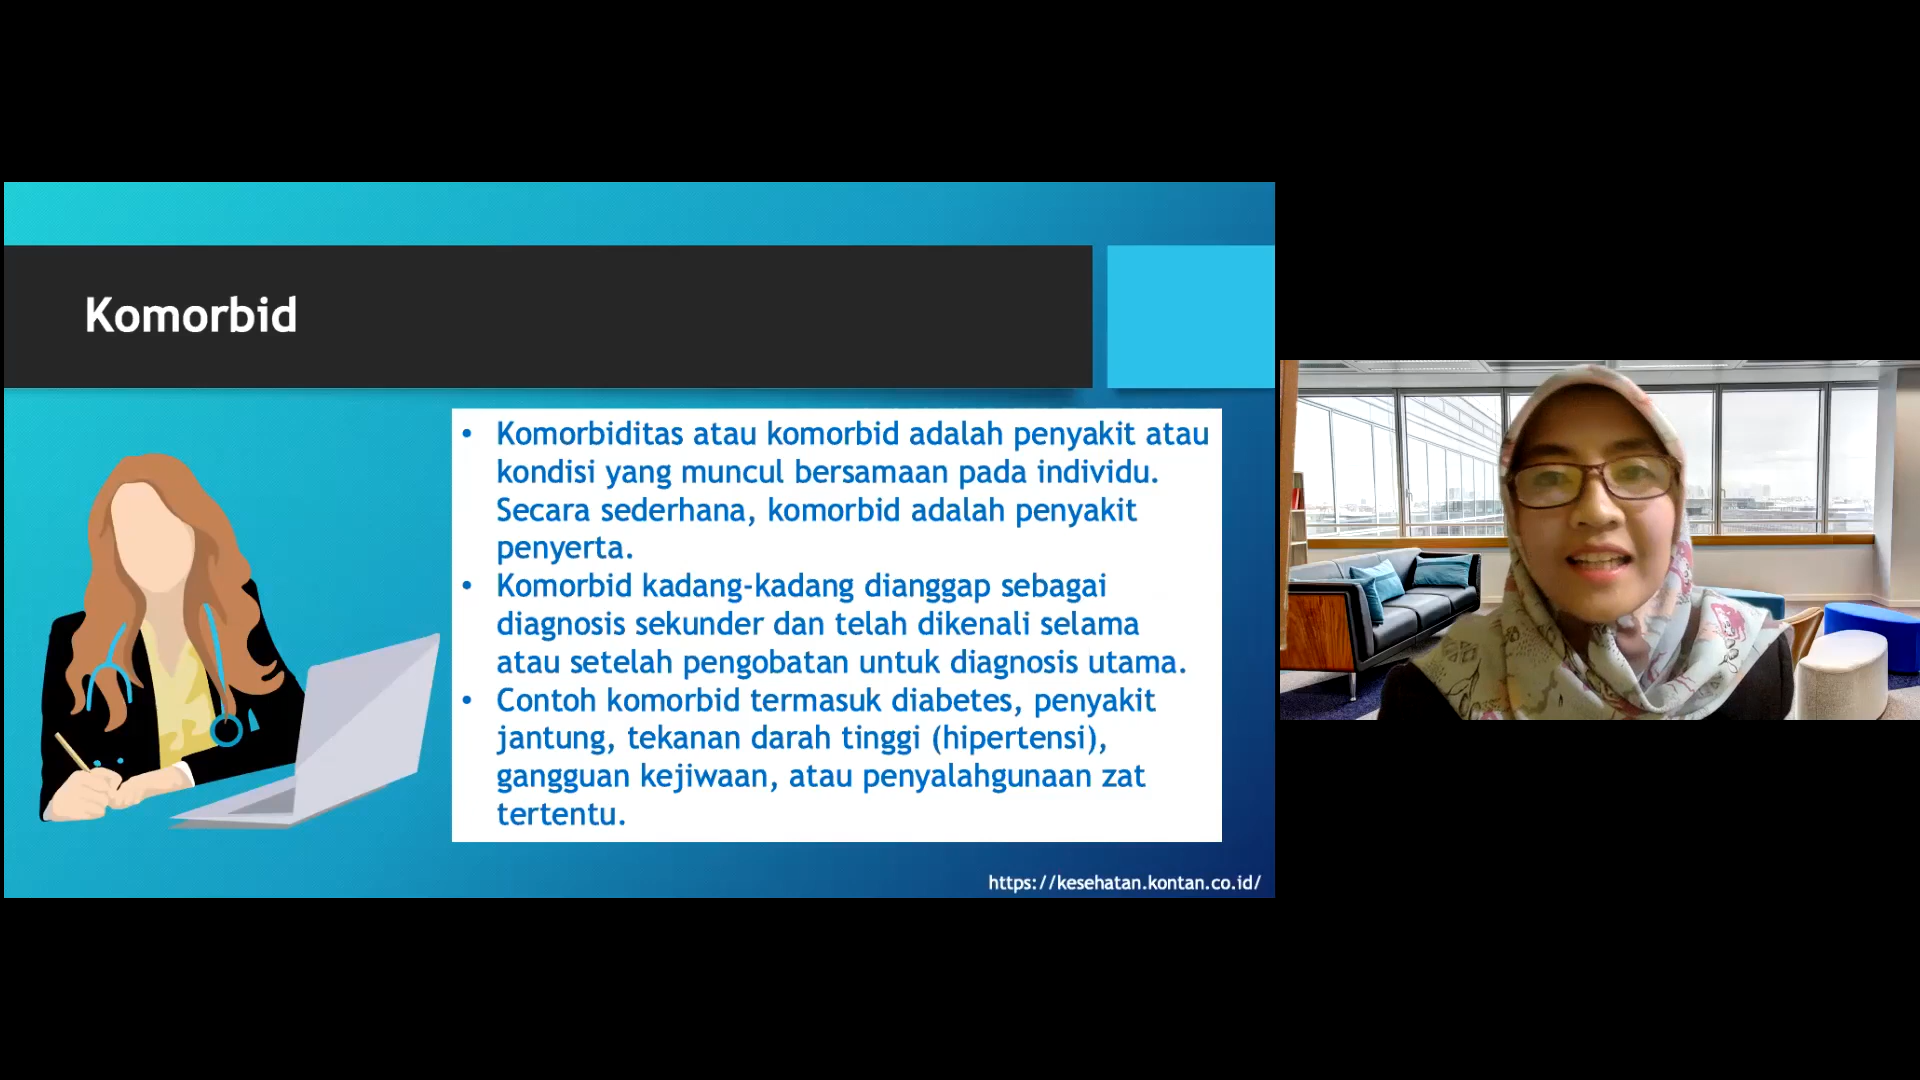 Komorbid
• Komorbiditas atau komorbid adalah penyakit atau
kondisi yang muncul bersamaan pada individu.
Secara sederhana, komorbid adalah penyakit
penyerta.
• Komorbid kadang-kadang dianggap sebagai
diagnosis sekunder dan telah dikenali selama
atau setelah pengobatan untuk diagnosis utama.
• Contoh komorbid termasuk diabetes, penyakit
jantung, tekanan darah tinggi (hipertensi),
gangguan kejiwaan, atau penyalahgunaan zat
tertentu.
https://kesehatan.kontan.co.id/